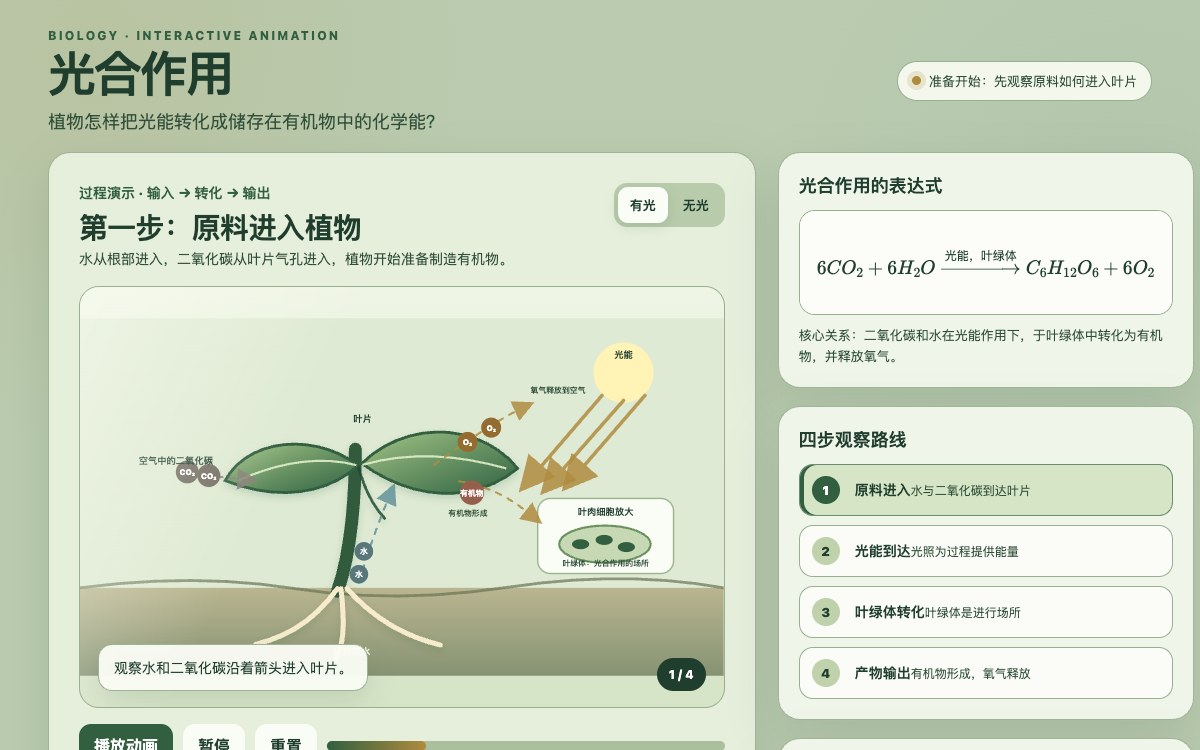 BIOLOGY · INTERACTIVE ANIMATION
光合作用
植物怎样把光能转化成储存在有机物中的化学能？
准备开始：先观察原料如何进入叶片
过程演示 · 输入 → 转化 → 输出
第一步：原料进入植物
水从根部进入，二氧化碳从叶片气孔进入，植物开始准备制造有机物。
有光
无光
光能
氧气释放到空气
叶片
O₂
O₂
空气中的二氧化碳
CO₂
CO₂
有机物
有机物形成
叶肉细胞放大
叶绿体：光合作用的场所
水
水
水
观察水和二氧化碳沿着箭头进入叶片。
1 / 4
播放动画
暂停
重置
光合作用的表达式
6CO₂ + 6H₂O 光能，叶绿体 → C₆H₁₂O₆ + 6O₂
核心关系：二氧化碳和水在光能作用下，于叶绿体中转化为有机
物，并释放氧气。
四步观察路线
1 原料进入水与二氧化碳到达叶片
2 光能到达光照为过程提供能量
3 叶绿体转化叶绿体是进行场所
4 产物输出有机物形成，氧气释放